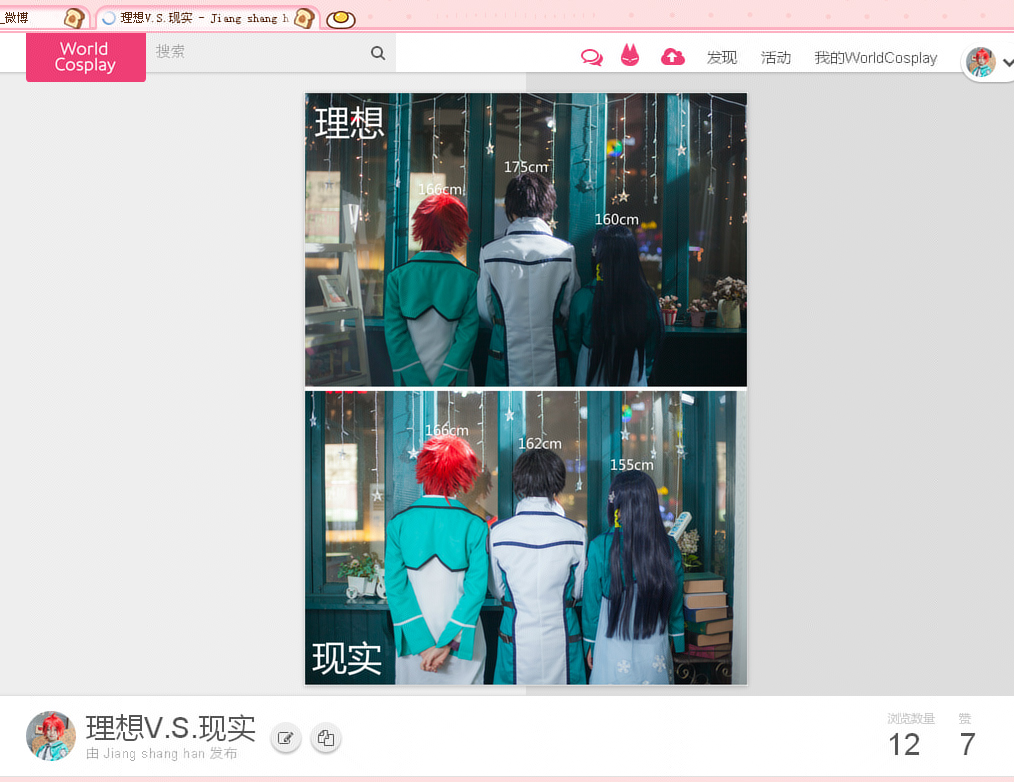 微博
理想V.S.现实 - Jiang shang h
World
Cosplay
搜索
发现
活动
我的WorldCosplay
理想
175cm
166cm
160cm
166cm
162cm
155cm
现实
理想V.S.现实
由 Jiang shang han 发布
浏览数量
赞
12
7